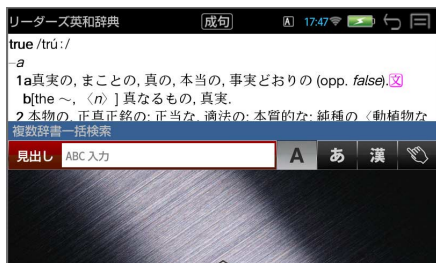 リーダーズ英和辞典 成句 A 17:47
true /trúː/
–a
1a真実の, まことの, 真の, 本当の, 事実どおりの (opp. false).文
b[the ～, 〈n〉] 真なるもの, 真実.
2 本物の, 正真正銘の; 正当な, 適法の; 本質的な; 純種の〈動植物な
複数辞書一括検索
見出し ABC 入力 A あ 漢